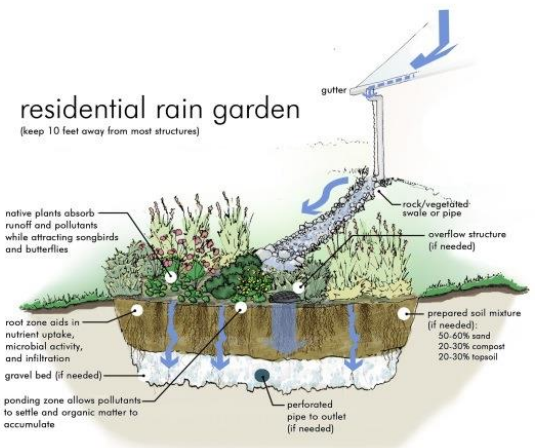 gutter
residential rain garden
(keep 10 feet away from most structures)
rock/vegetated
swale or pipe
native plants absorb
runoff and pollutants
while attracting songbirds
and butterflies
overflow structure
(if needed)
root zone aids in
nutrient uptake,
microbial activity,
and infiltration
prepared soil mixture
(if needed):
50-60% sand
20-30% compost
20-30% topsoil
gravel bed (if needed)
ponding zone allows pollutants
to settle and organic matter to
accumulate
perforated
pipe to outlet
(if needed)